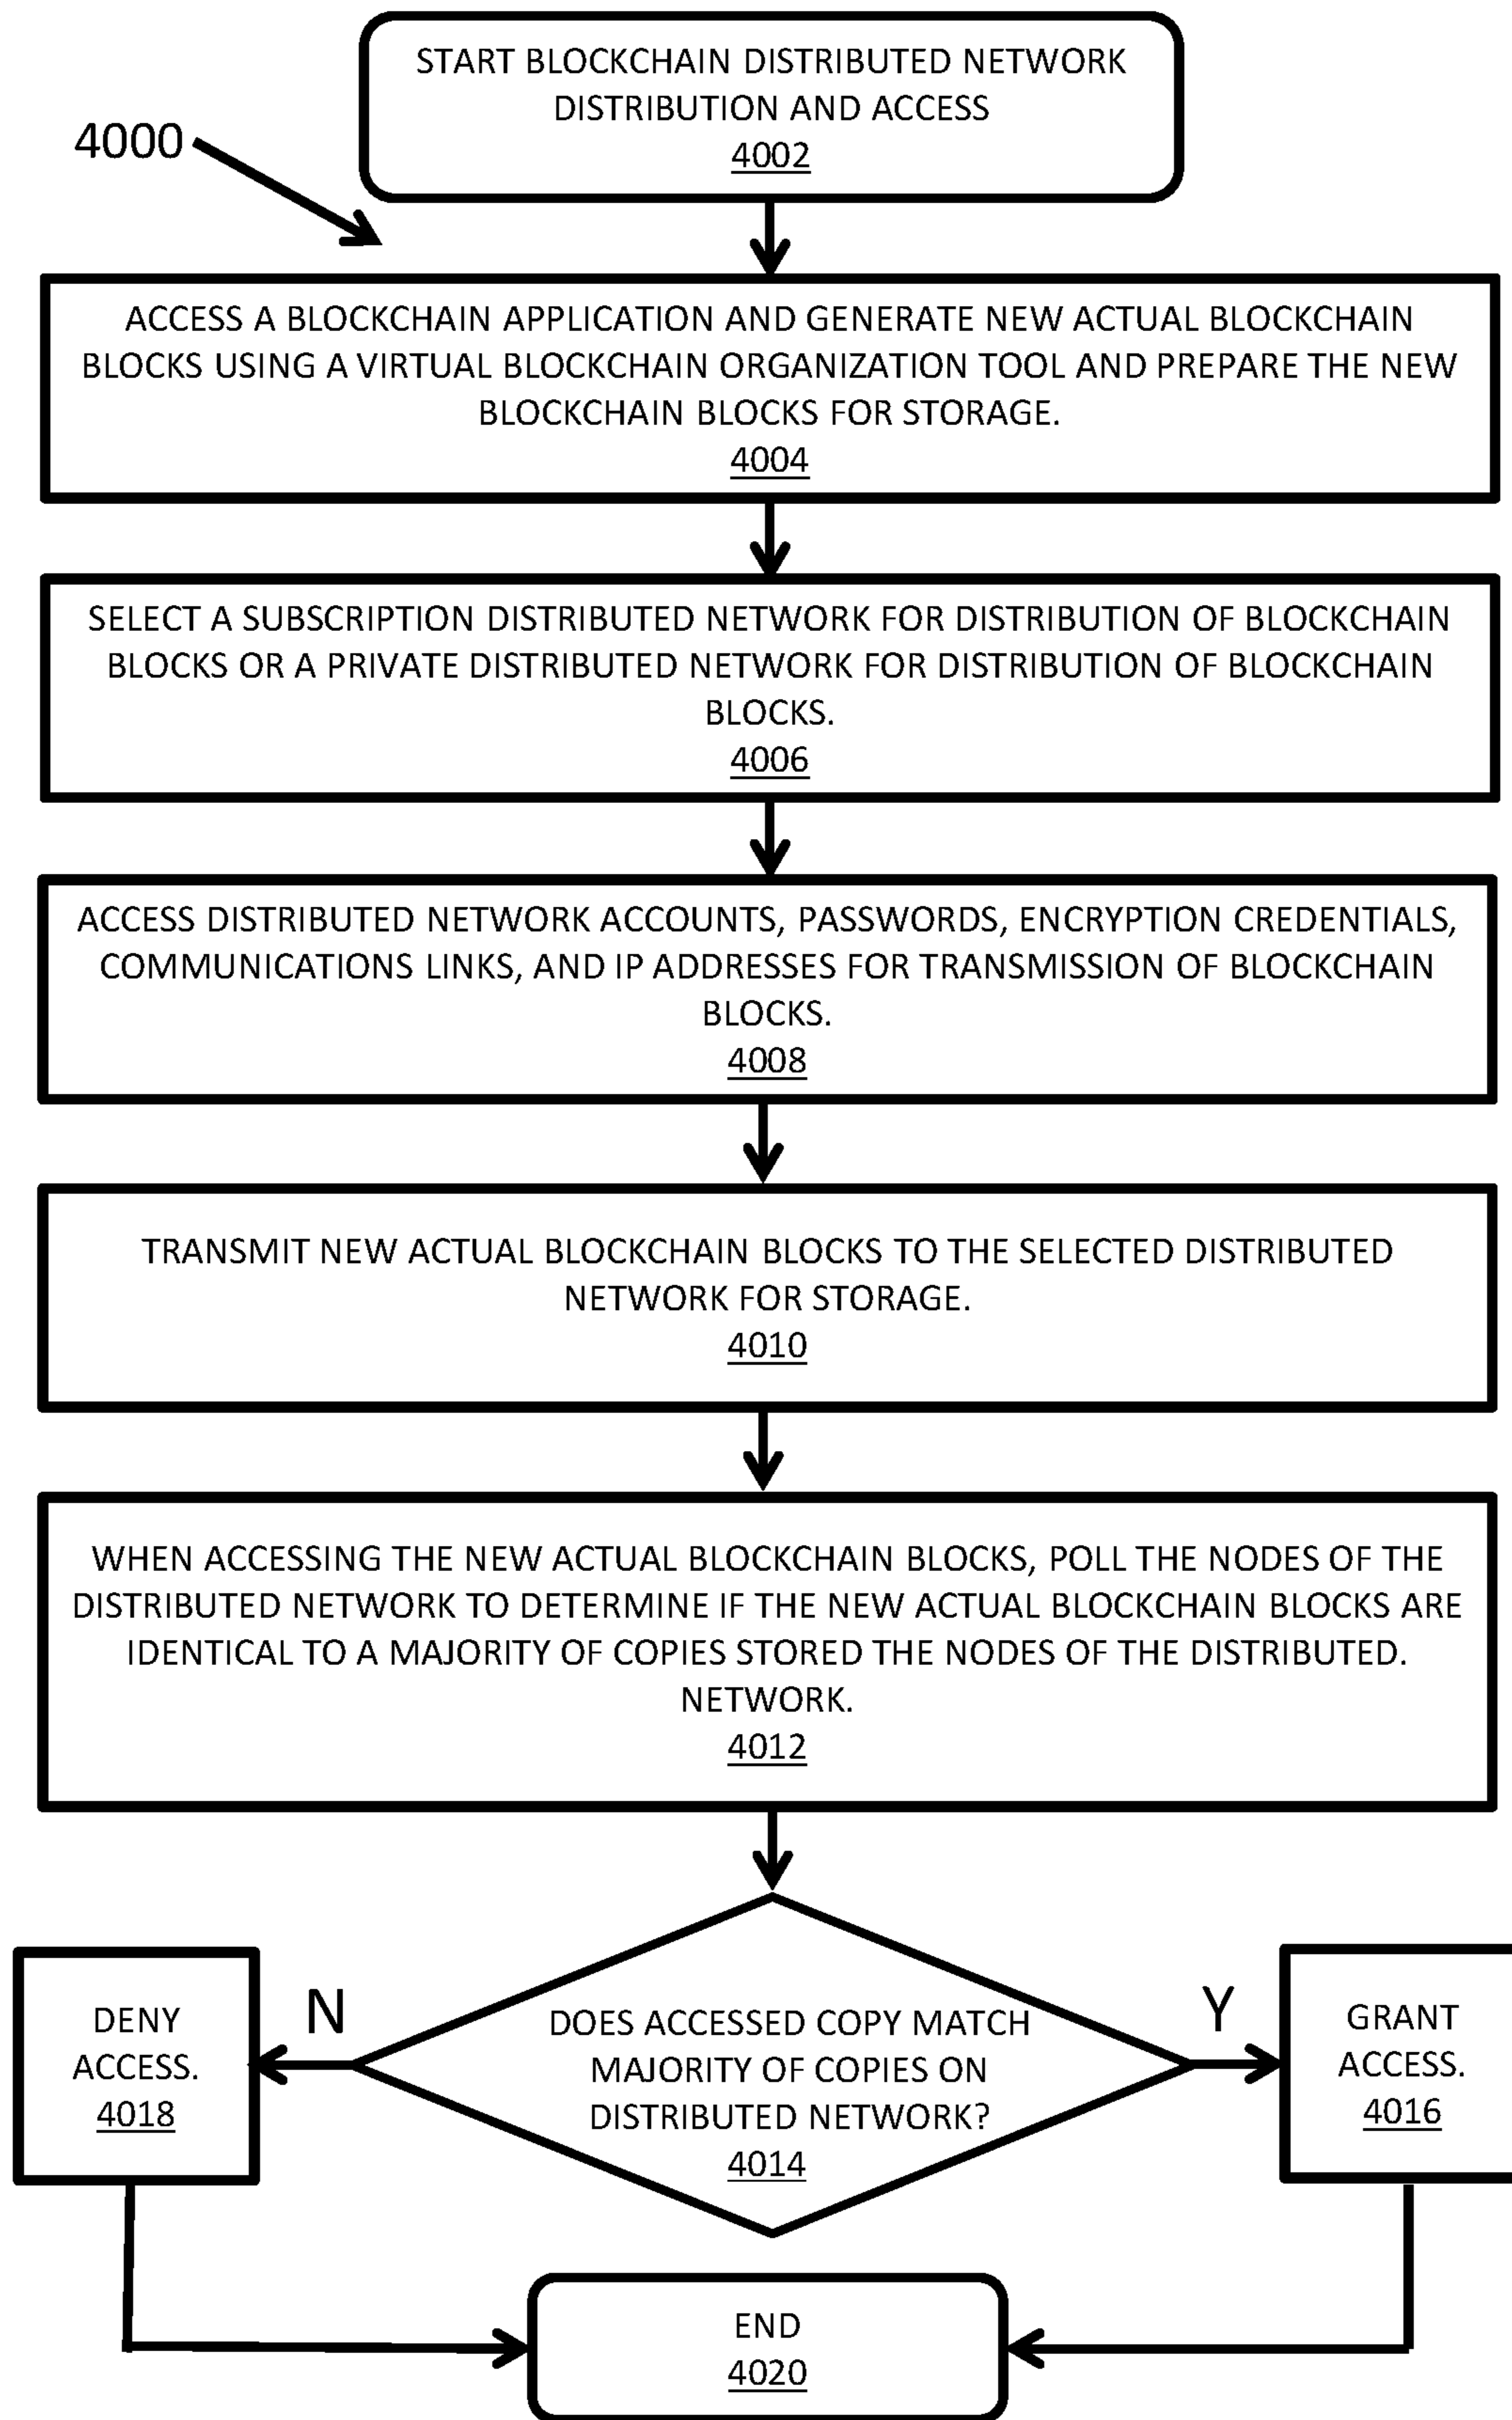 START BLOCKCHAIN DISTRIBUTED NETWORK
DISTRIBUTION AND ACCESS
4002
4000
ACCESS A BLOCKCHAIN APPLICATION AND GENERATE NEW ACTUAL BLOCKCHAIN
BLOCKS USING A VIRTUAL BLOCKCHAIN ORGANIZATION TOOL AND PREPARE THE NEW
BLOCKCHAIN BLOCKS FOR STORAGE.
4004
SELECT A SUBSCRIPTION DISTRIBUTED NETWORK FOR DISTRIBUTION OF BLOCKCHAIN
BLOCKS OR A PRIVATE DISTRIBUTED NETWORK FOR DISTRIBUTION OF BLOCKCHAIN
BLOCKS.
4006
ACCESS DISTRIBUTED NETWORK ACCOUNTS, PASSWORDS, ENCRYPTION CREDENTIALS,
COMMUNICATIONS LINKS, AND IP ADDRESSES FOR TRANSMISSION OF BLOCKCHAIN
BLOCKS.
4008
TRANSMIT NEW ACTUAL BLOCKCHAIN BLOCKS TO THE SELECTED DISTRIBUTED
NETWORK FOR STORAGE.
4010
WHEN ACCESSING THE NEW ACTUAL BLOCKCHAIN BLOCKS, POLL THE NODES OF THE
DISTRIBUTED NETWORK TO DETERMINE IF THE NEW ACTUAL BLOCKCHAIN BLOCKS ARE
IDENTICAL TO A MAJORITY OF COPIES STORED THE NODES OF THE DISTRIBUTED.
NETWORK.
4012
DENY
ACCESS.
4018
N
DOES ACCESSED COPY MATCH
MAJORITY OF COPIES ON
DISTRIBUTED NETWORK?
4014
Y
GRANT
ACCESS.
4016
END
4020